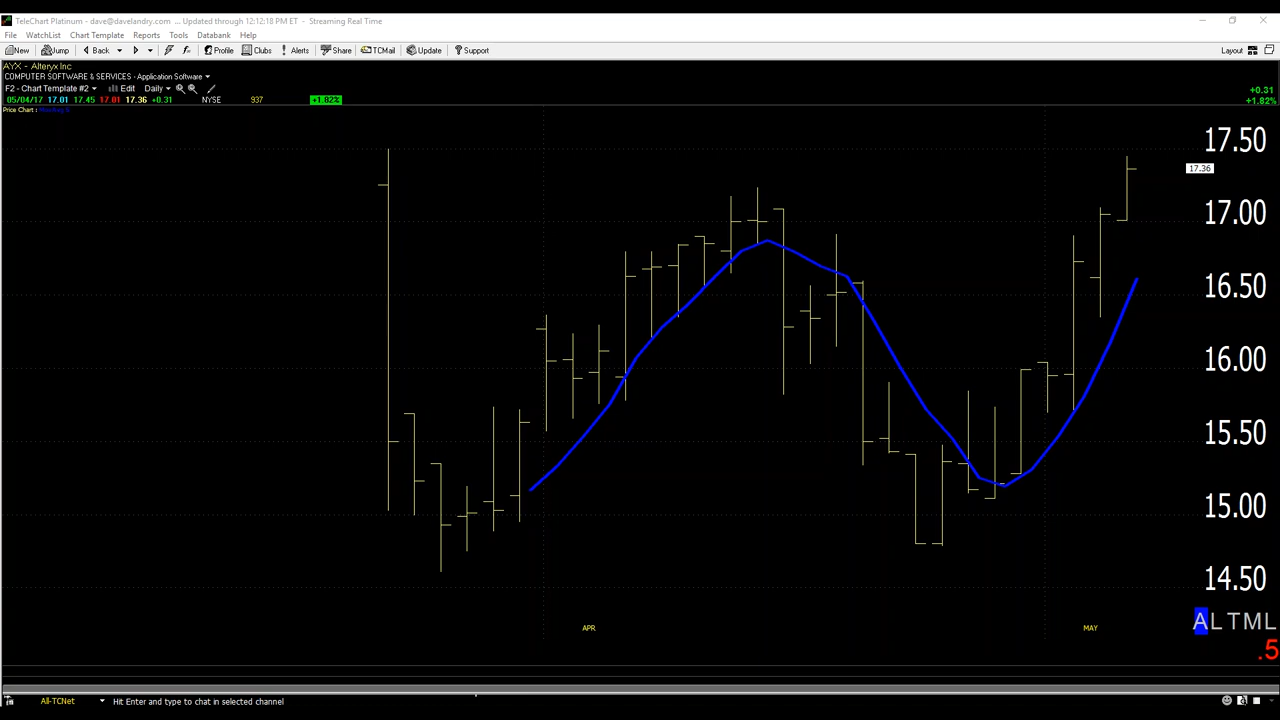 TeleChart Platinum - dave@davelandry.com ... Updated through 12:12:18 PM ET - Streaming Real Time
File WatchList Chart Template Reports Tools Databank Help
New Jump Back Profile Clubs Alerts Share TCMail Update Support Layout
AYX - Alteryx Inc
COMPUTER SOFTWARE & SERVICES - Application Software
F2 - Chart Template #2 Edit Daily
+0.31
05/04/17 17.01 17.45 17.01 17.36 +0.31 NYSE 937 +1.82% +1.82%
Price Chart :
17.50
17.36
17.00
16.50
16.00
15.50
15.00
14.50
ALTML
APR MAY
.5
All-TCNet Hit Enter and type to chat in selected channel